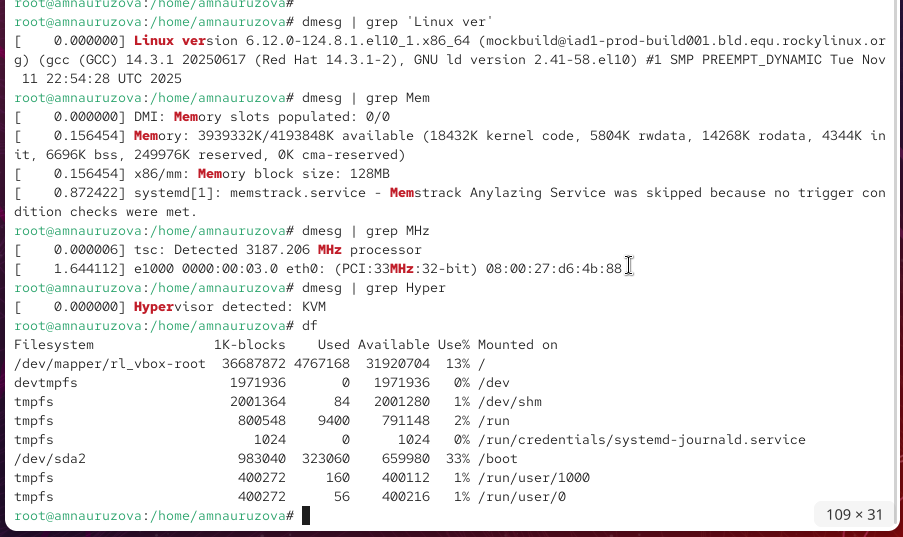 root@amnauruzova:/home/amnauruzova#
root@amnauruzova:/home/amnauruzova# dmesg | grep 'Linux ver'
[    0.000000] Linux version 6.12.0-124.8.1.el10_1.x86_64 (mockbuild@iad1-prod-build001.bld.equ.rockylinux.or
g) (gcc (GCC) 14.3.1 20250617 (Red Hat 14.3.1-2), GNU ld version 2.41-58.el10) #1 SMP PREEMPT_DYNAMIC Tue Nov
 11 22:54:28 UTC 2025
root@amnauruzova:/home/amnauruzova# dmesg | grep Mem
[    0.000000] DMI: Memory slots populated: 0/0
[    0.156454] Memory: 3939332K/4193848K available (18432K kernel code, 5804K rwdata, 14268K rodata, 4344K in
it, 6696K bss, 249976K reserved, 0K cma-reserved)
[    0.156454] x86/mm: Memory block size: 128MB
[    0.872422] systemd[1]: memstrack.service - Memstrack Anylazing Service was skipped because no trigger con
dition checks were met.
root@amnauruzova:/home/amnauruzova# dmesg | grep MHz
[    0.000006] tsc: Detected 3187.206 MHz processor
[    1.644112] e1000 0000:00:03.0 eth0: (PCI:33MHz:32-bit) 08:00:27:d6:4b:88
root@amnauruzova:/home/amnauruzova# dmesg | grep Hyper
[    0.000000] Hypervisor detected: KVM
root@amnauruzova:/home/amnauruzova# df
Filesystem              1K-blocks    Used Available Use% Mounted on
/dev/mapper/rl_vbox-root  36687872 4767168  31920704  13% /
devtmpfs                   1971936       0   1971936   0% /dev
tmpfs                      2001364      84   2001280   1% /dev/shm
tmpfs                       800548    9400    791148   2% /run
tmpfs                         1024       0      1024   0% /run/credentials/systemd-journald.service
/dev/sda2                   983040  323060    659980  33% /boot
tmpfs                       400272     160    400112   1% /run/user/1000
tmpfs                       400272      56    400216   1% /run/user/0
root@amnauruzova:/home/amnauruzova#
109 × 31